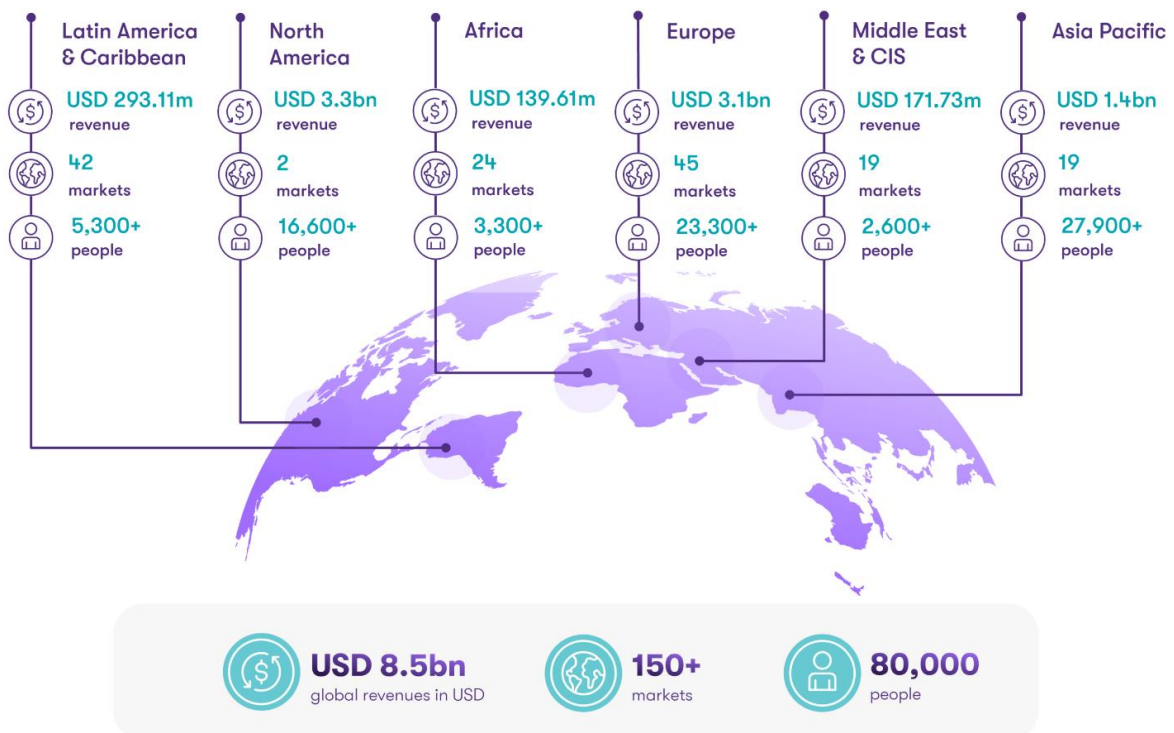 Latin America
& Caribbean
USD 293.11m
revenue
42
markets
5,300+
people
North
America
USD 3.3bn
revenue
2
markets
16,600+
people
Africa
USD 139.61m
revenue
24
markets
3,300+
people
Europe
USD 3.1bn
revenue
45
markets
23,300+
people
Middle East
& CIS
USD 171.73m
revenue
19
markets
2,600+
people
Asia Pacific
USD 1.4bn
revenue
19
markets
27,900+
people
USD 8.5bn
global revenues in USD
150+
markets
80,000
people